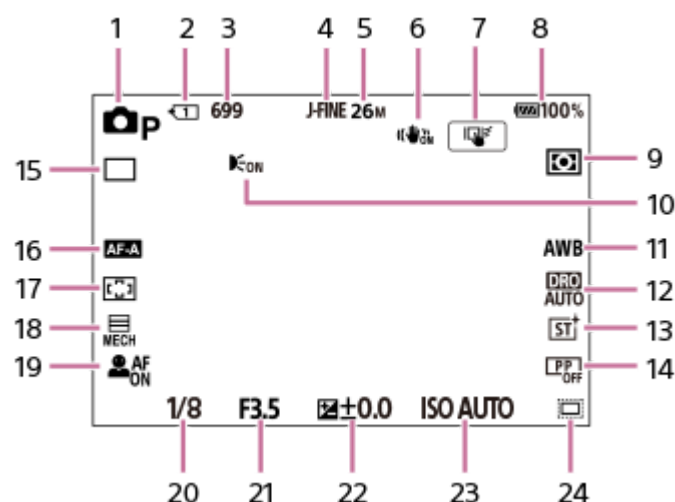 1 2 3 4 5 6 7 8
P 1 699 J-FINE 26M 100%
ON
15 ON 9
10
16 AF-A AWB 11
17 DRO AUTO 12
18 MECH ST+ 13
19 AF ON PP OFF 14
1/8 F3.5 ±0.0 ISO AUTO
20 21 22 23 24